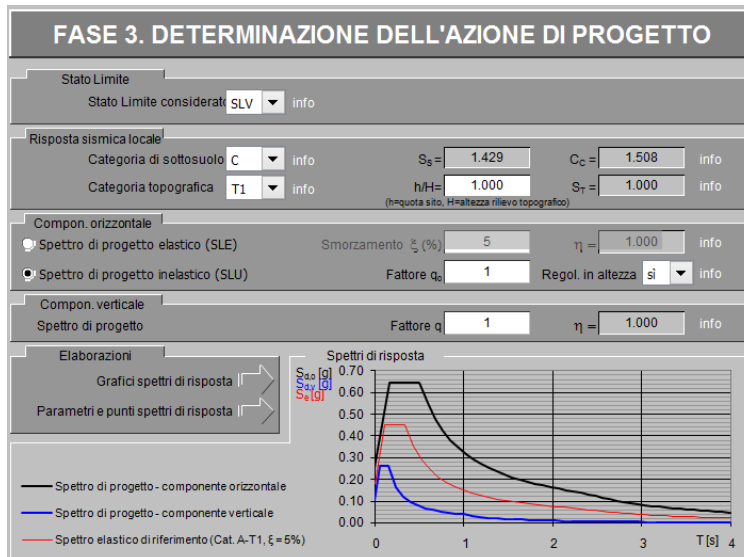 FASE 3. DETERMINAZIONE DELL'AZIONE DI PROGETTO
Stato Limite
Stato Limite considerato SLV info
Risposta sismica locale
Categoria di sottosuolo C info SS = 1.429 CC = 1.508 info
Categoria topografica T1 info h/H= 1.000 ST = 1.000 info
(h=quota sito, H=altezza rilievo topografico)
Compon. orizzontale
Spettro di progetto elastico (SLE) Smorzamento ξ (%) 5 η = 1.000 info
Spettro di progetto inelastico (SLU) Fattore qo 1 Regol. in altezza sì info
Compon. verticale
Spettro di progetto Fattore q 1 η = 1.000 info
Elaborazioni
Grafici spettri di risposta
Parametri e punti spettri di risposta
Spettri di risposta
Sd,o [g]
Sd,v [g]
Se [g]
0.70
0.60
0.50
0.40
0.30
0.20
0.10
0.00
0 1 2 3 T [s] 4
Spettro di progetto - componente orizzontale
Spettro di progetto - componente verticale
Spettro elastico di riferimento (Cat. A-T1, ξ = 5%)